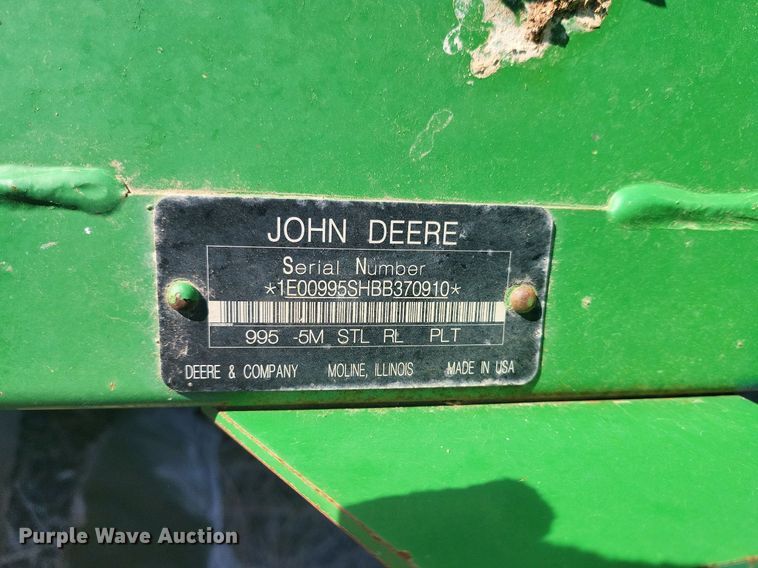 JOHN DEERE
Serial Number
*1E00995SHBB370910*
995 -5M STL RL PLT
DEERE & COMPANY MOLINE, ILLINOIS MADE IN USA
Purple Wave Auction